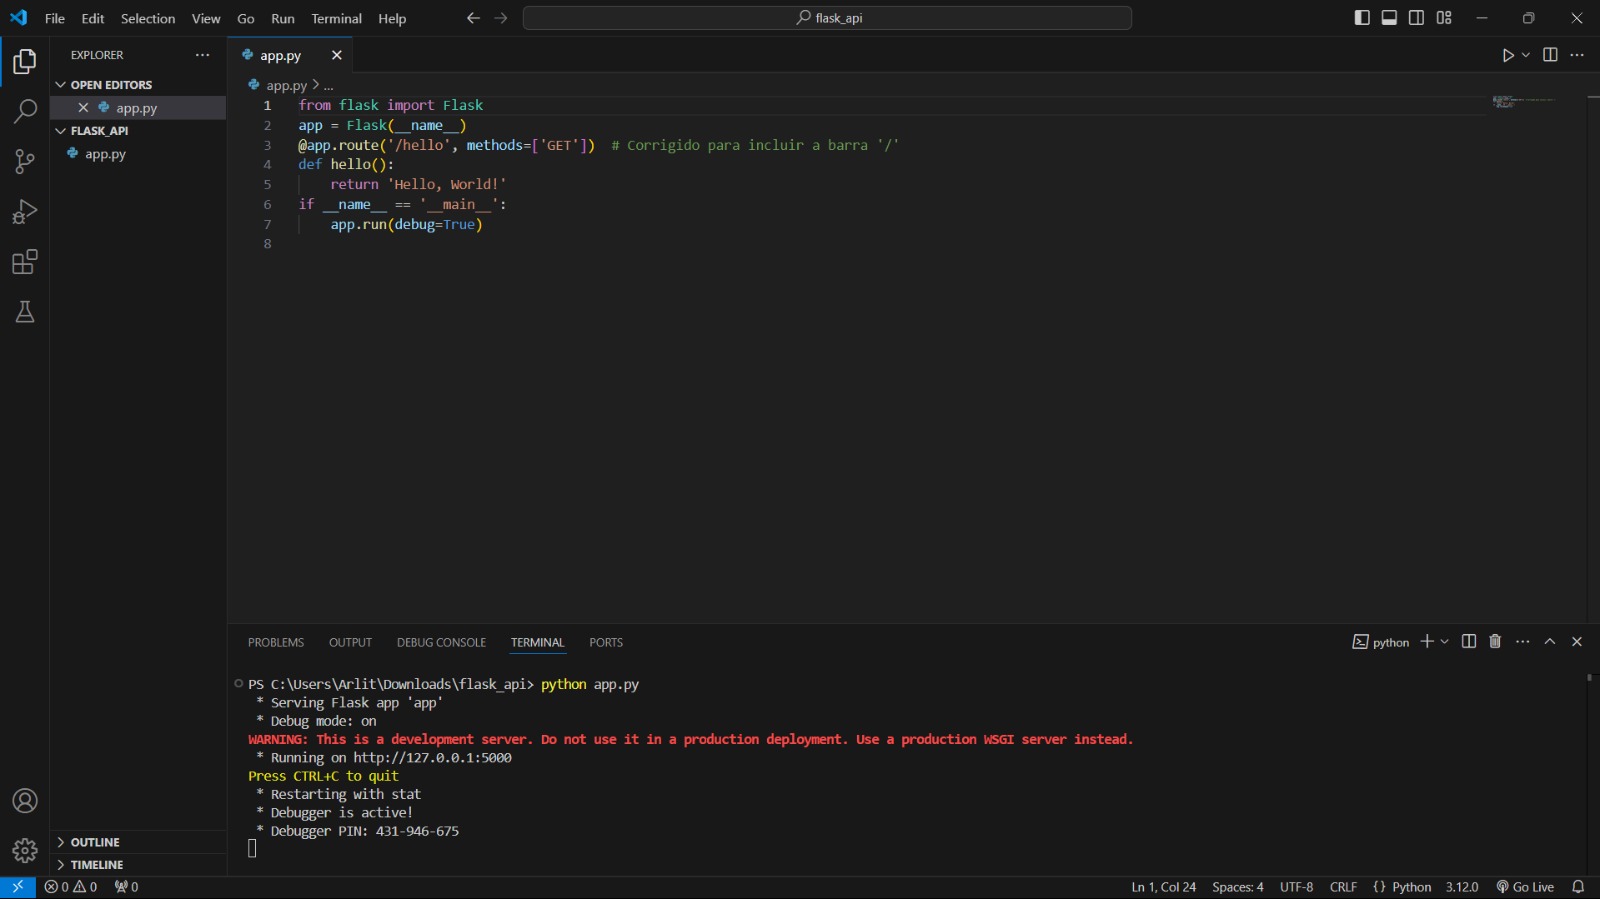 File Edit Selection View Go Run Terminal Help
flask_api
EXPLORER
OPEN EDITORS
app.py
FLASK_API
app.py
OUTLINE
TIMELINE
app.py
app.py > ...
1 from flask import Flask
2 app = Flask(__name__)
3 @app.route('/hello', methods=['GET'])  # Corrigido para incluir a barra '/'
4 def hello():
5     return 'Hello, World!'
6 if __name__ == '__main__':
7     app.run(debug=True)
8
PROBLEMS OUTPUT DEBUG CONSOLE TERMINAL PORTS
python
PS C:\Users\Arlit\Downloads\flask_api> python app.py
 * Serving Flask app 'app'
 * Debug mode: on
WARNING: This is a development server. Do not use it in a production deployment. Use a production WSGI server instead.
 * Running on http://127.0.0.1:5000
Press CTRL+C to quit
 * Restarting with stat
 * Debugger is active!
 * Debugger PIN: 431-946-675
0 0 0 Ln 1, Col 24 Spaces: 4 UTF-8 CRLF {} Python 3.12.0 Go Live